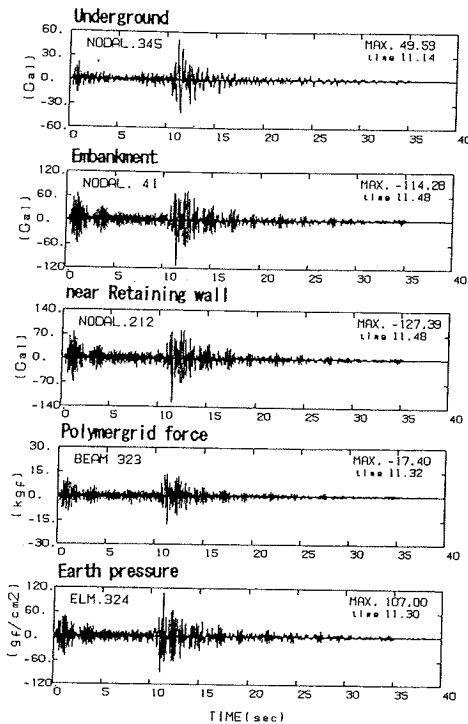 Underground
60.
NODAL.345
MAX. 49.59
time 11.14
30.
0.
-30.
-60
(Gal)
0 5 10 15 20 25 30 35 40
Embankment
120
NODAL. 41
MAX. -114.28
time 11.48
60.
0.
-60.
-120
(Gal)
0 5 10 15 20 25 30 35 40
near Retaining wall
140
NODAL.212
MAX. -127.39
time 11.48
70.
0.
-70.
-140
(Gal)
0 5 10 15 20 25 30 35 40
Polymergrid force
30.
BEAM 323
MAX. -17.40
time 11.32
15.
0.
-15.
-30.
(kgf)
0 5 10 15 20 25 30 35 40
Earth pressure
120
ELM.324
MAX. 107.00
time 11.30
60.
0.
-60.
-120
(gf/cm2)
0 5 10 15 20 25 30 35 40
TIME(sec)